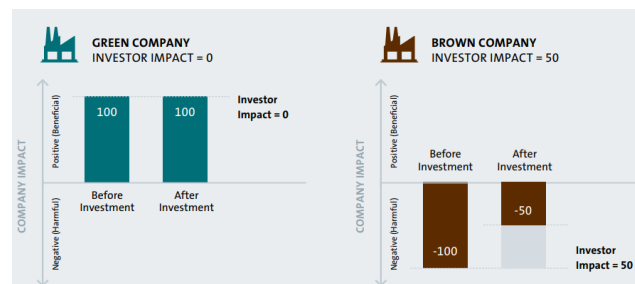 GREEN COMPANY
INVESTOR IMPACT = 0
COMPANY IMPACT
Positive (Beneficial)
Negative (Harmful)
100
100
Investor
Impact = 0
Before
Investment
After
Investment
BROWN COMPANY
INVESTOR IMPACT = 50
COMPANY IMPACT
Positive (Beneficial)
Negative (Harmful)
Before
Investment
After
Investment
-100
-50
Investor
Impact = 50